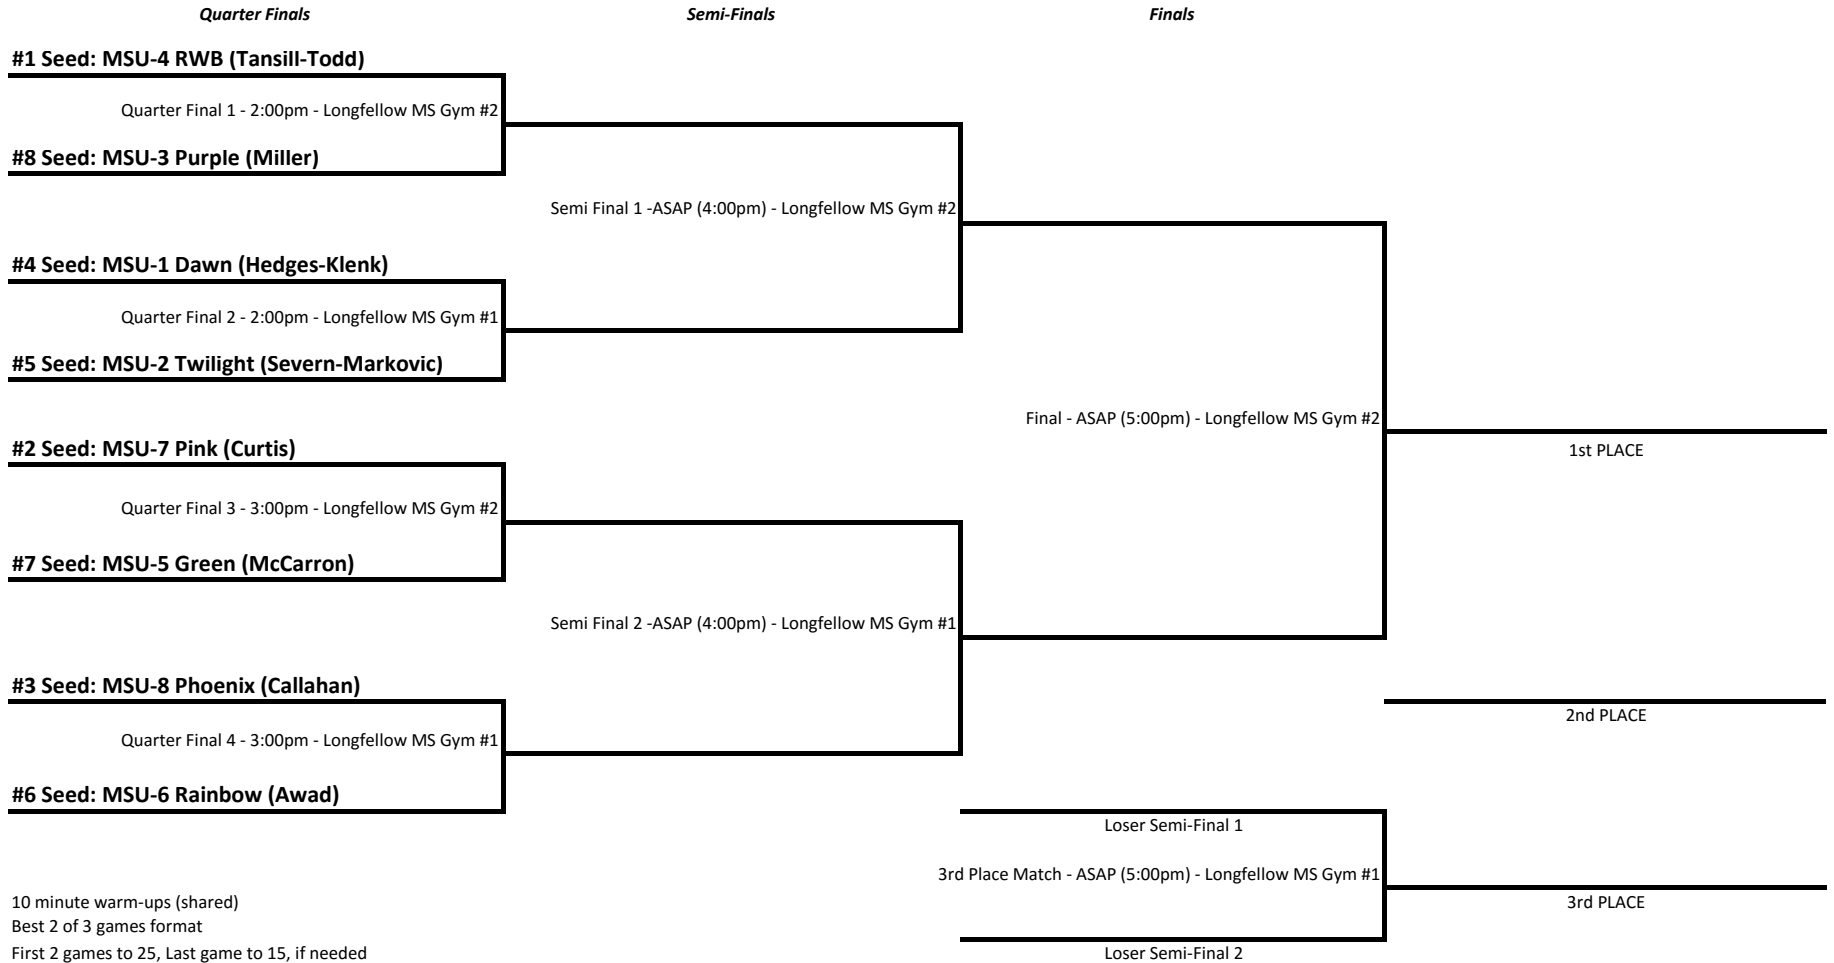 Quarter Finals
Semi-Finals
Finals
#1 Seed: MSU-4 RWB (Tansill-Todd)
Quarter Final 1 - 2:00pm - Longfellow MS Gym #2
#8 Seed: MSU-3 Purple (Miller)
Semi Final 1 -ASAP (4:00pm) - Longfellow MS Gym #2
#4 Seed: MSU-1 Dawn (Hedges-Klenk)
Quarter Final 2 - 2:00pm - Longfellow MS Gym #1
#5 Seed: MSU-2 Twilight (Severn-Markovic)
Final - ASAP (5:00pm) - Longfellow MS Gym #2
1st PLACE
#2 Seed: MSU-7 Pink (Curtis)
Quarter Final 3 - 3:00pm - Longfellow MS Gym #2
#7 Seed: MSU-5 Green (McCarron)
Semi Final 2 -ASAP (4:00pm) - Longfellow MS Gym #1
#3 Seed: MSU-8 Phoenix (Callahan)
2nd PLACE
Quarter Final 4 - 3:00pm - Longfellow MS Gym #1
#6 Seed: MSU-6 Rainbow (Awad)
Loser Semi-Final 1
3rd Place Match - ASAP (5:00pm) - Longfellow MS Gym #1
3rd PLACE
Loser Semi-Final 2
10 minute warm-ups (shared)
Best 2 of 3 games format
First 2 games to 25, Last game to 15, if needed